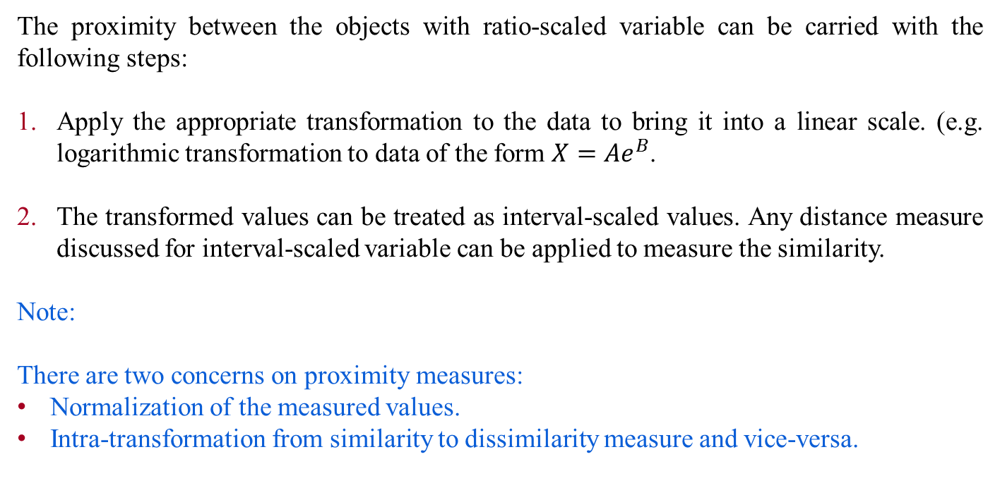 The proximity between the objects with ratio-scaled variable can be carried with the
following steps:
1. Apply the appropriate transformation to the data to bring it into a linear scale. (e.g.
logarithmic transformation to data of the form X = Ae^B.
2. The transformed values can be treated as interval-scaled values. Any distance measure
discussed for interval-scaled variable can be applied to measure the similarity.
Note:
There are two concerns on proximity measures:
• Normalization of the measured values.
• Intra-transformation from similarity to dissimilarity measure and vice-versa.